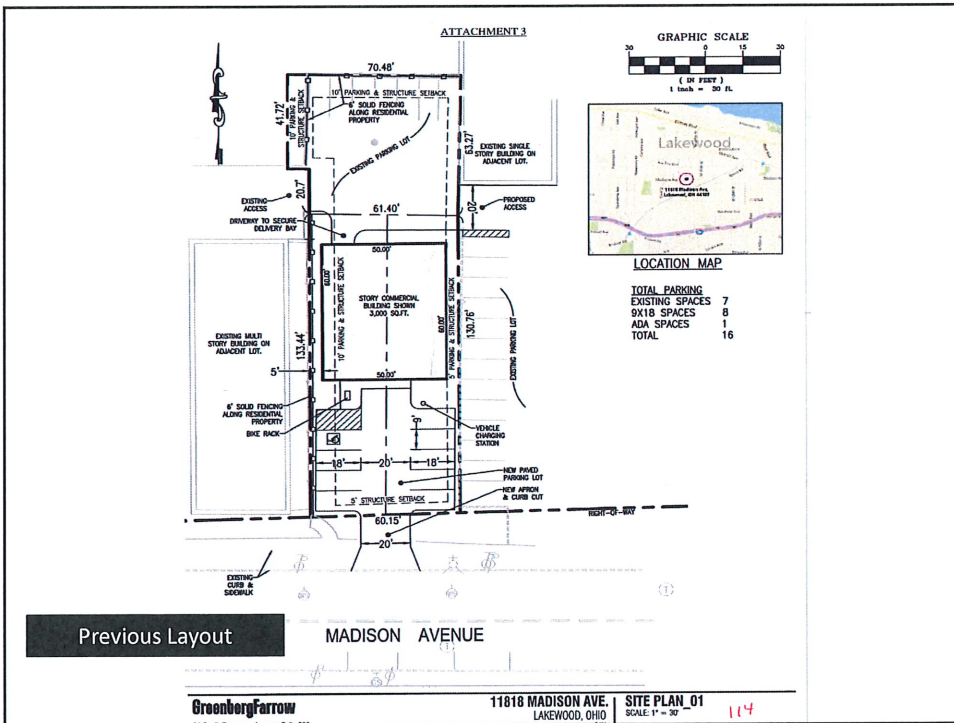 ATTACHMENT 3
GRAPHIC SCALE
30 0 15 30
( IN FEET )
1 inch = 30 ft.
70.48'
10' PARKING & STRUCTURE SETBACK
41.72'
10' PARKING &
STRUCTURE SETBACK
6' SOLID FENCING
ALONG RESIDENTIAL
PROPERTY
EXISTING PARKING LOT
63.27'
EXISTING SINGLE
STORY BUILDING ON
ADJACENT LOT.
Lakewood
11818 Madison Ave,
Lakewood, OH 44107
LOCATION MAP
EXISTING
ACCESS
20.7'
61.40'
20'
PROPOSED
ACCESS
DRIVEWAY TO SECURE
DELIVERY BAY
50.00'
60.00'
STORY COMMERCIAL
BUILDING SHOWN
3,000 SQ.FT.
60.00'
50.00'
10' PARKING & STRUCTURE SETBACK
5' PARKING & STRUCTURE SETBACK
130.76'
133.44'
EXISTING PARKING LOT
TOTAL PARKING
EXISTING SPACES 7
9X18 SPACES 8
ADA SPACES 1
TOTAL 16
EXISTING MULTI
STORY BUILDING ON
ADJACENT LOT.
5'
6' SOLID FENCING
ALONG RESIDENTIAL
PROPERTY
BIKE RACK
9'
VEHICLE
CHARGING
STATION
18' 20' 18'
NEW PAVED
PARKING LOT
5' STRUCTURE SETBACK
NEW APRON
& CURB CUT
60.15'
RIGHT-OF-WAY
20'
EXISTING
CURB &
SIDEWALK
Previous Layout
MADISON AVENUE
GreenbergFarrow
11818 MADISON AVE.
LAKEWOOD, OHIO
SITE PLAN_01
SCALE: 1" = 30'
114